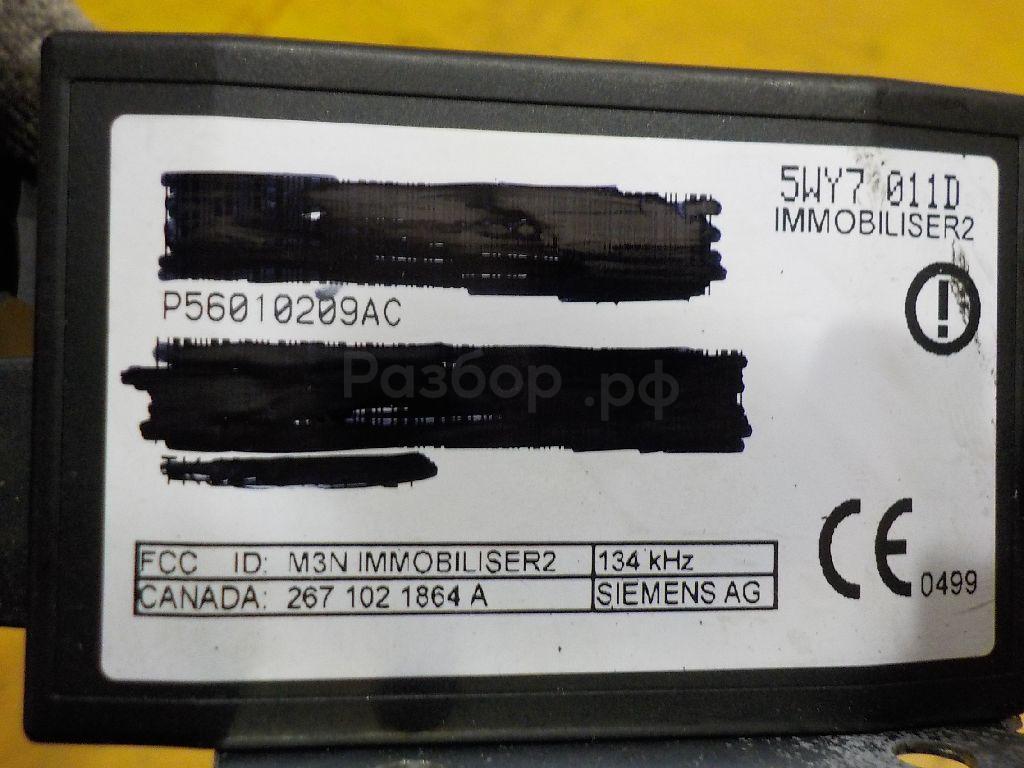 5WY7 011D
IMMOBILISER2
P56010209AC
Разбор.рф
FCC ID: M3N IMMOBILISER2 134 kHz
CANADA: 267 102 1864 A SIEMENS AG
CE 0499